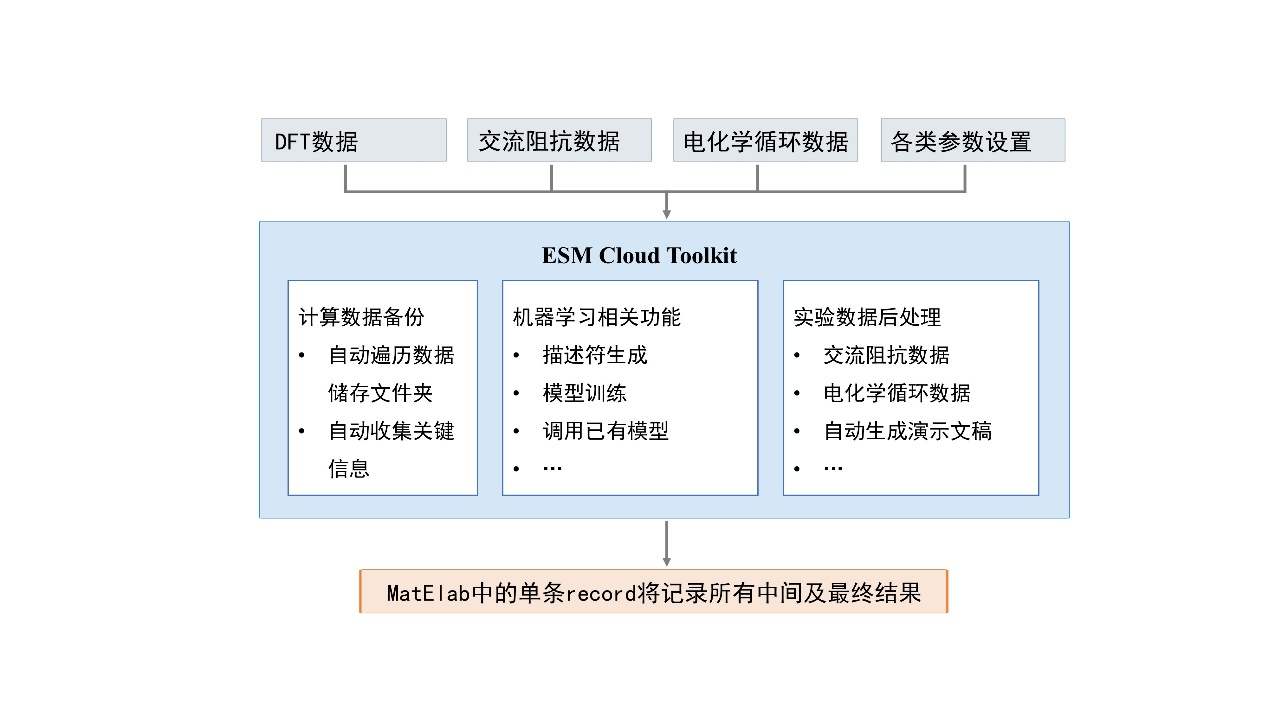 DFT数据
交流阻抗数据
电化学循环数据
各类参数设置
ESM Cloud Toolkit
计算数据备份
• 自动遍历数据
储存文件夹
• 自动收集关键
信息
机器学习相关功能
• 描述符生成
• 模型训练
• 调用已有模型
• …
实验数据后处理
• 交流阻抗数据
• 电化学循环数据
• 自动生成演示文稿
• …
MatElab中的单条record将记录所有中间及最终结果